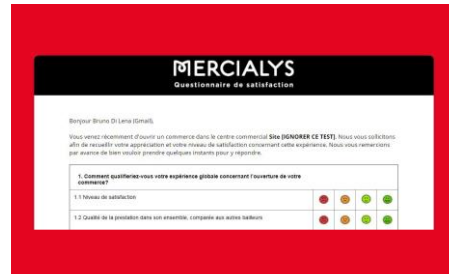 MERCIALYS
Questionnaire de satisfaction
Bonjour Bruno Di Lena (Gmail),
Vous venez récemment d'ouvrir un commerce dans le centre commercial Site [IGNORER CE TEST]. Nous vous sollicitons
afin de recueillir votre appréciation et votre niveau de satisfaction concernant cette expérience. Nous vous remercions
par avance de bien vouloir prendre quelques instants pour y répondre.
1. Comment qualifieriez-vous votre expérience globale concernant l'ouverture de votre
commerce?
1.1 Niveau de satisfaction
1.2 Qualité de la prestation dans son ensemble, comparée aux autres bailleurs